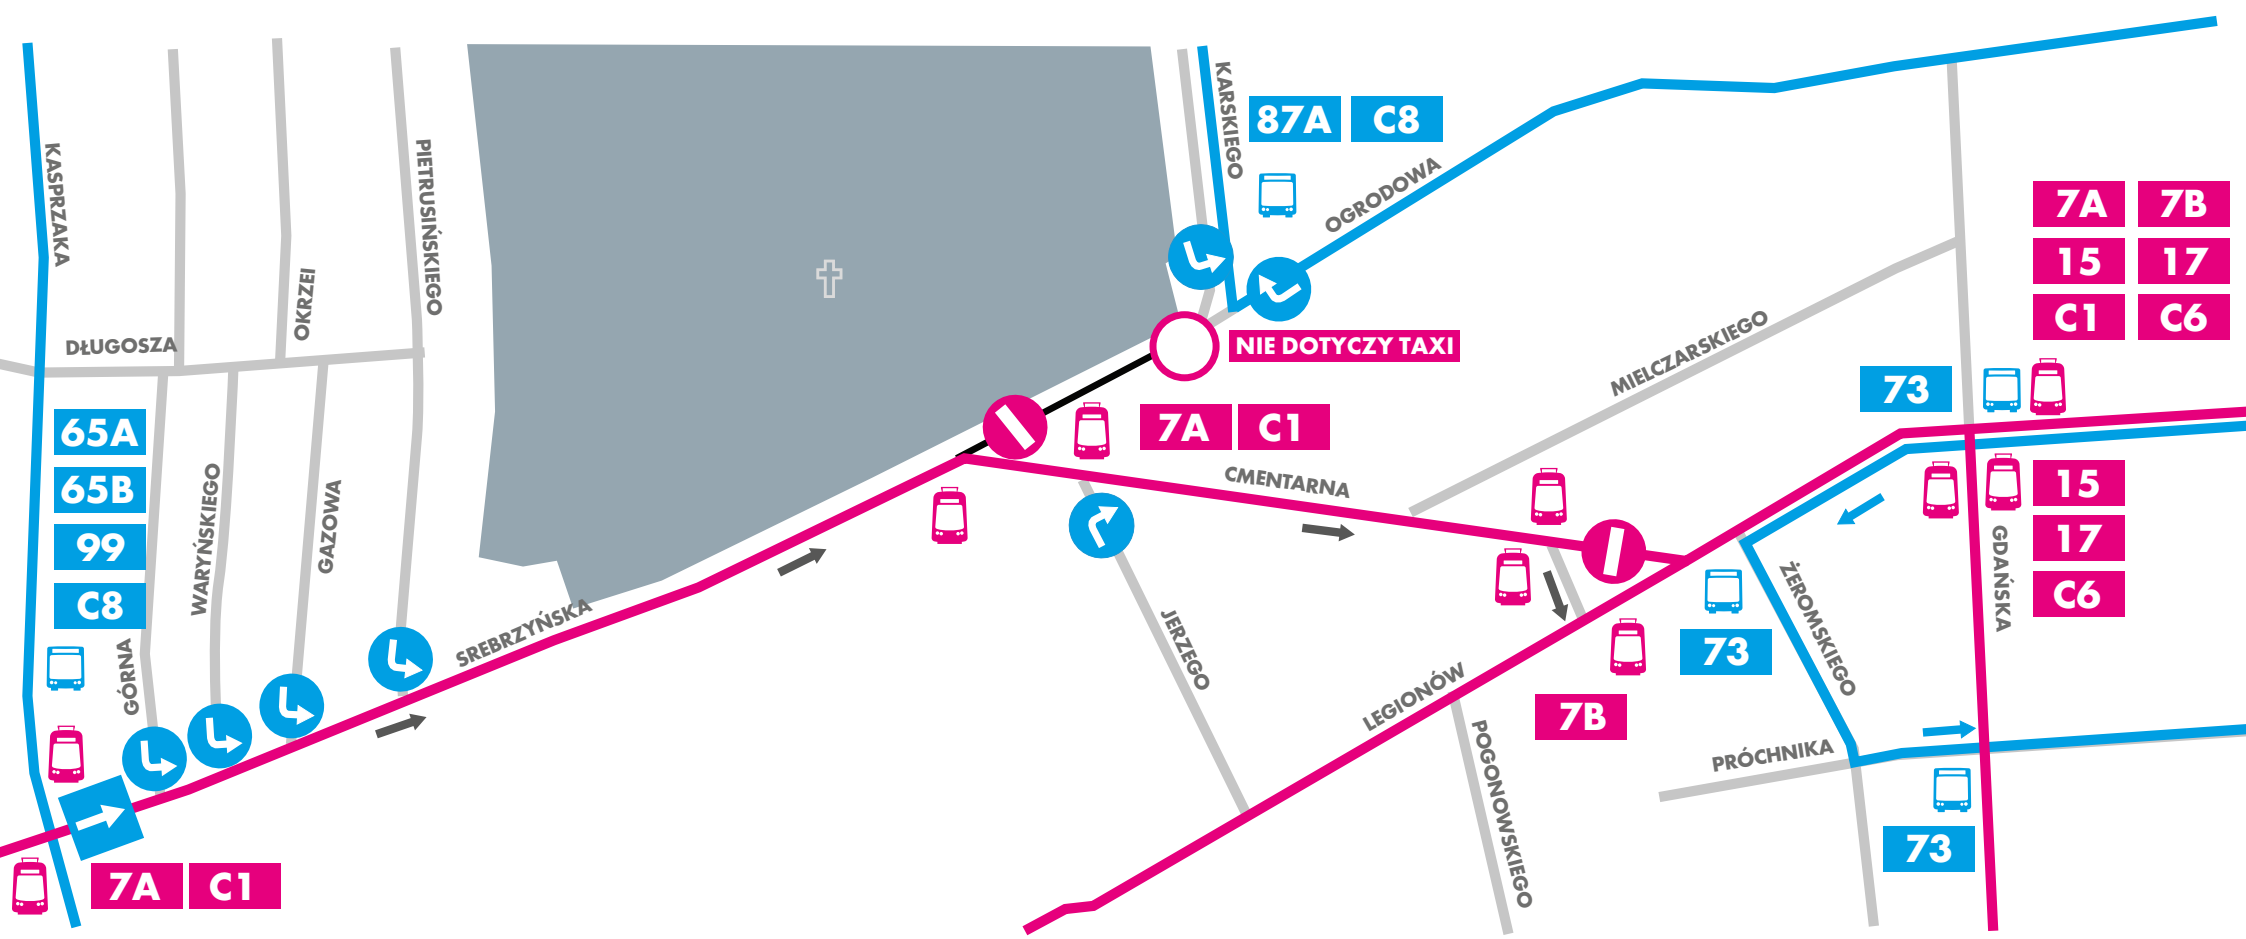 KASPRZAKA
DŁUGOSZA
OKRZEI
PIETRUSIŃSKIEGO
65A
65B
99
C8
GÓRNA
WARYŃSKIEGO
GAZOWA
SREBRZYŃSKA
7A C1
KARSKIEGO
87A C8
OGRODOWA
NIE DOTYCZY TAXI
7A C1
CMENTARNA
JERZEGO
MIELCZARSKIEGO
LEGIONÓW
POGONOWSKIEGO
7B
73
ŻEROMSKIEGO
PRÓCHNIKA
73
7A 7B
15 17
C1 C6
73
15
17
C6
GDAŃSKA